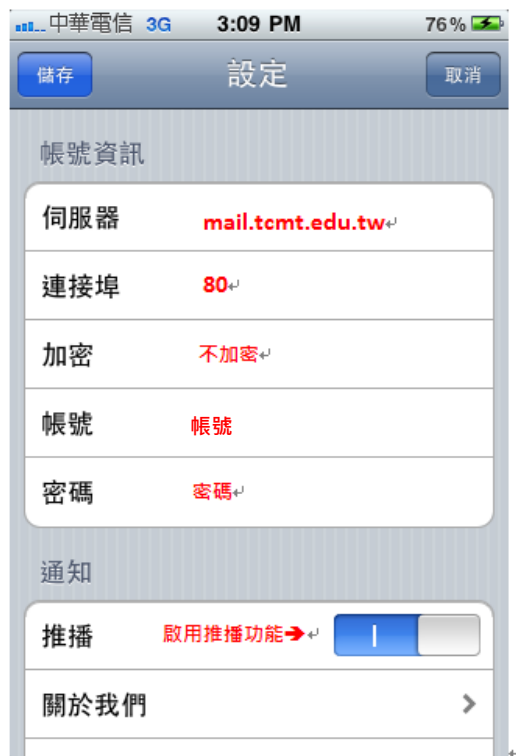 中華電信 3G 3:09 PM 76%
儲存 設定 取消
帳號資訊
伺服器 mail.tcmt.edu.tw
連接埠 80
加密 不加密
帳號 帳號
密碼 密碼
通知
推播 啟用推播功能➔
關於我們